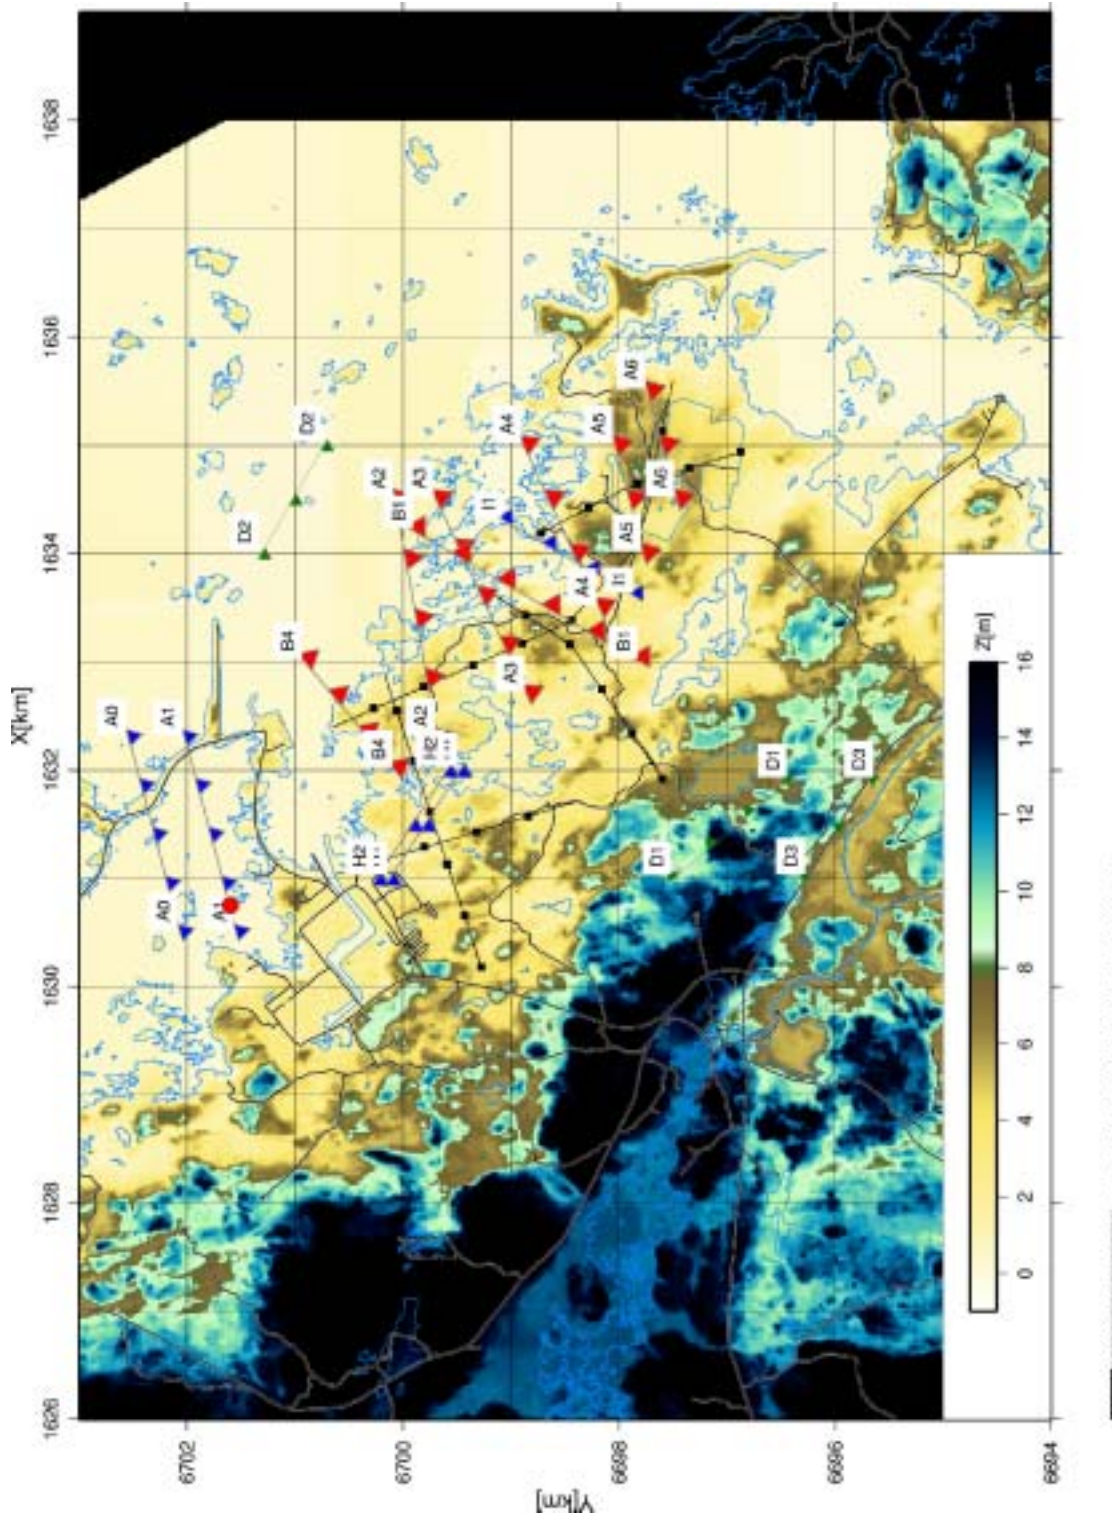 X[km]
1626 1628 1630 1632 1634 1636 1638
Y[km]
6702
6700
6698
6696
6694
A0
A0
A1
A1
D2
B4
D2
H2
B4
A2
B1
A2
A3
H2
I1
A4
A3
A4
A5
I1
B1
A5
A6
D1
A6
D1
D3
D3
0 2 4 6 8 10 12 14 16
Z[m]